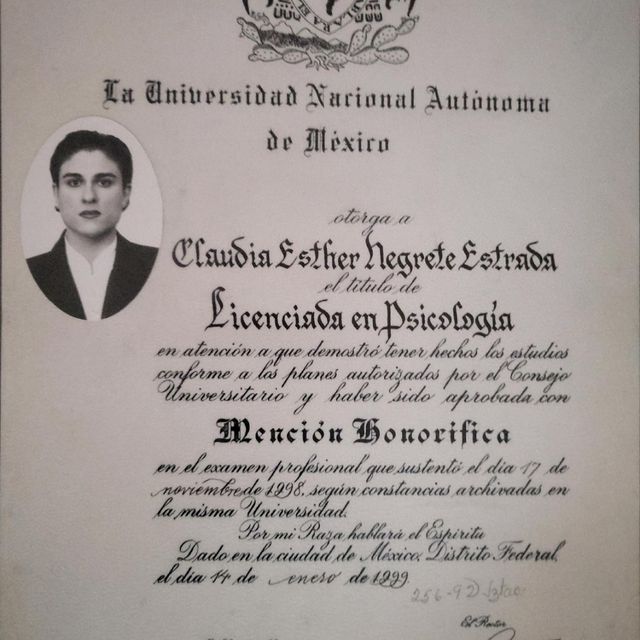 La Universidad Nacional Autónoma
de México
otorga a
Claudia Esther Negrete Estrada
el título de
Licenciada en Psicología
en atención a que demostró tener hechos los estudios
conforme a los planes autorizados por el Consejo
Universitario y haber sido aprobada con
Mención Honorífica
en el examen profesional que sustentó el día 17 de
noviembre de 1998, según constancias archivadas en
la misma Universidad.
Por mi Raza hablará el Espíritu
Dado en la ciudad de México, Distrito Federal,
el día 14 de enero de 1999
256-9
El Rector